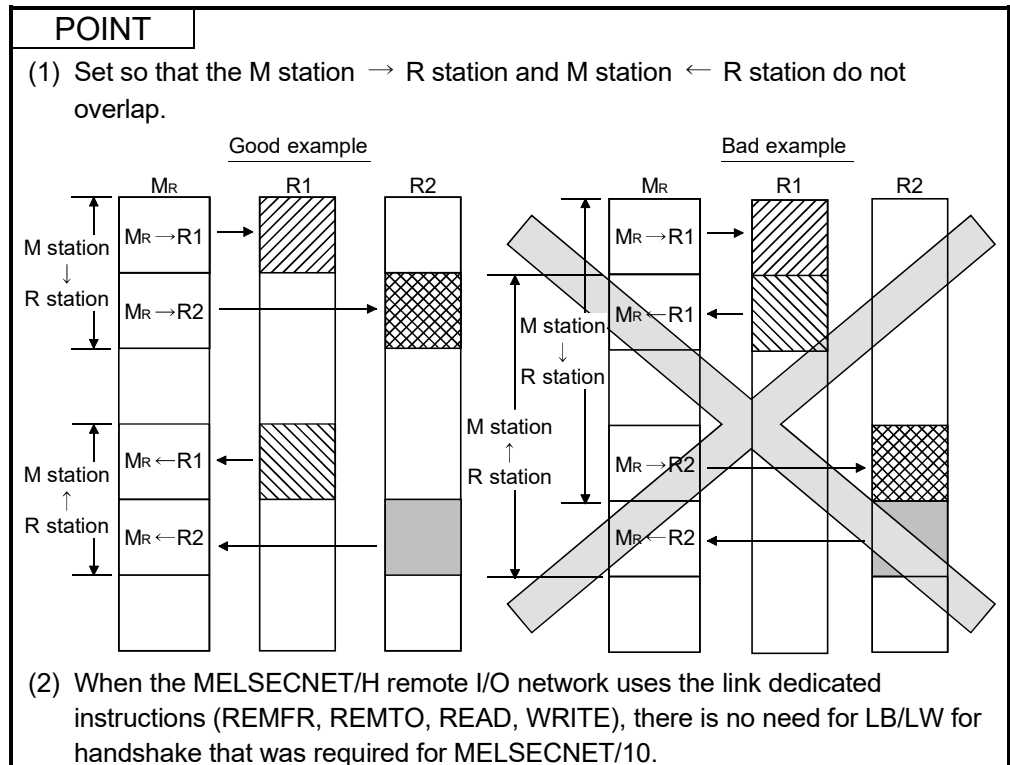 POINT
(1) Set so that the M station → R station and M station ← R station do not
overlap.
Good example
MR R1 R2
M station
↓
R station
MR→R1
MR→R2
M station
↑
R station
MR←R1
MR←R2
Bad example
MR R1 R2
MR→R1
MR←R1
M station
↓
R station
M station
↑
R station
MR→R2
MR←R2
(2) When the MELSECNET/H remote I/O network uses the link dedicated
instructions (REMFR, REMTO, READ, WRITE), there is no need for LB/LW for
handshake that was required for MELSECNET/10.